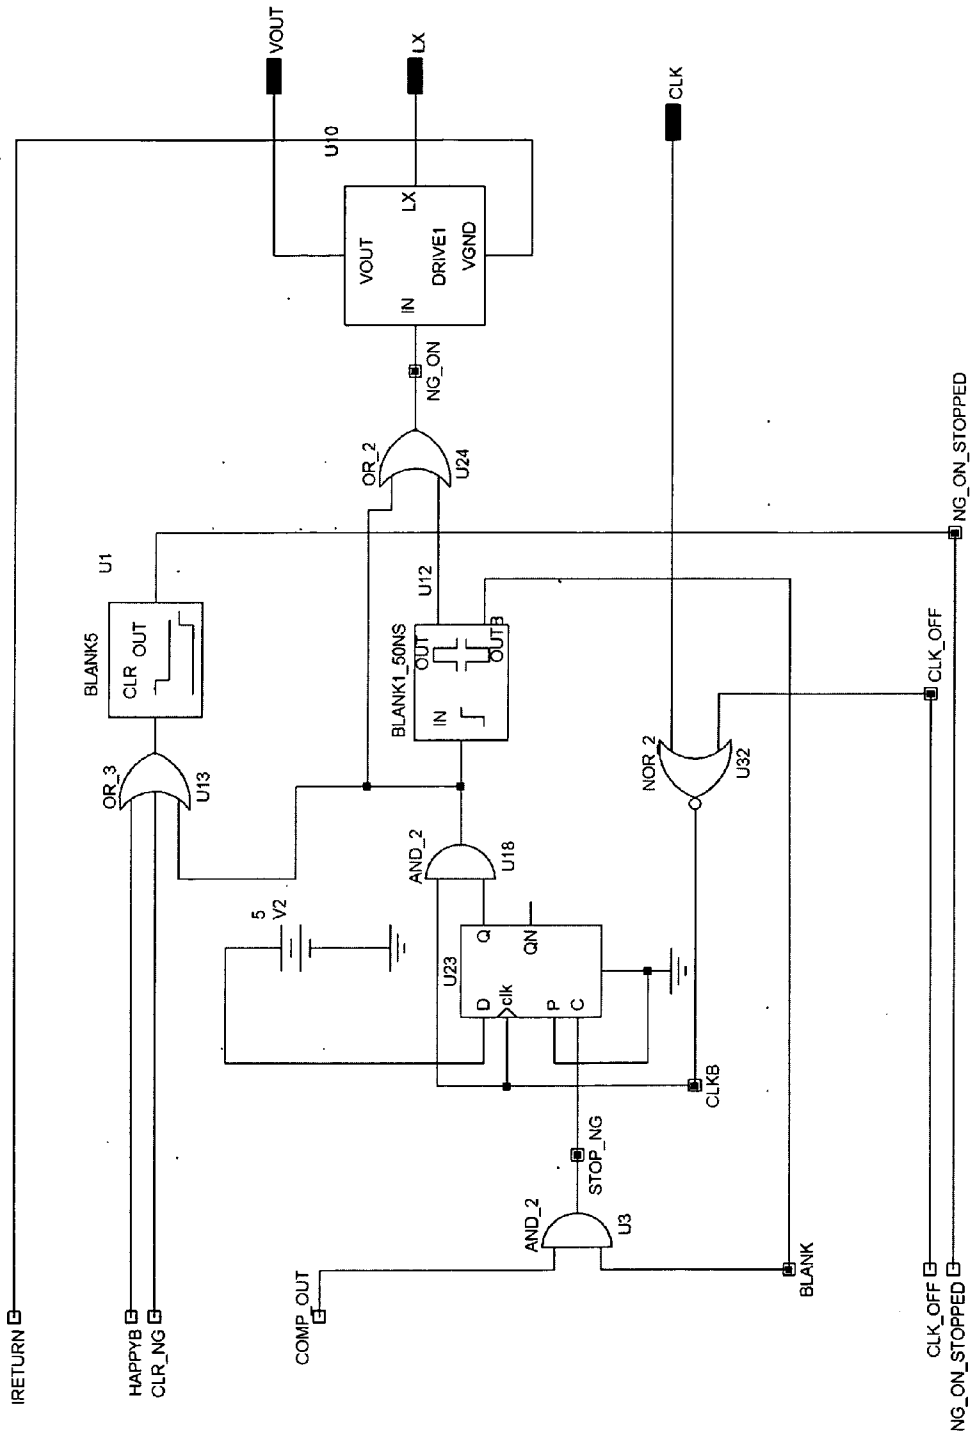 IRETURN
HAPPYB
CLR_NG
COMP_OUT
CLK_OFF
NG_ON_STOPPED
BLANK
AND_2
U3
STOP_NG
CLKB
5
V2
U23
D
clk
P
C
Q
QN
AND_2
U18
OR_3
U13
BLANK5
CLR
OUT
U1
NOR_2
U32
CLK_OFF
BLANK1_50NS
IN
OUT
OUTB
U12
OR_2
U24
NG_ON
NG_ON_STOPPED
IN
DRIVE1
VOUT
LX
VGND
U10
VOUT
LX
CLK